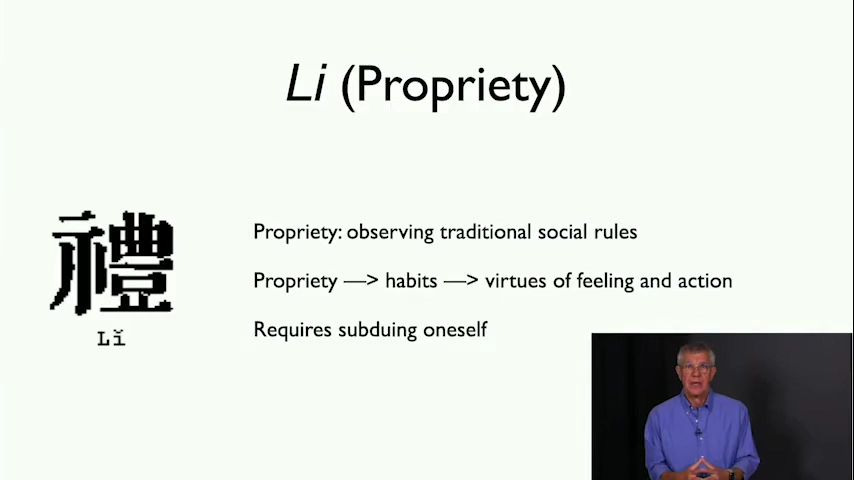 Li (Propriety)
禮
Lǐ
Propriety: observing traditional social rules
Propriety —> habits —> virtues of feeling and action
Requires subduing oneself